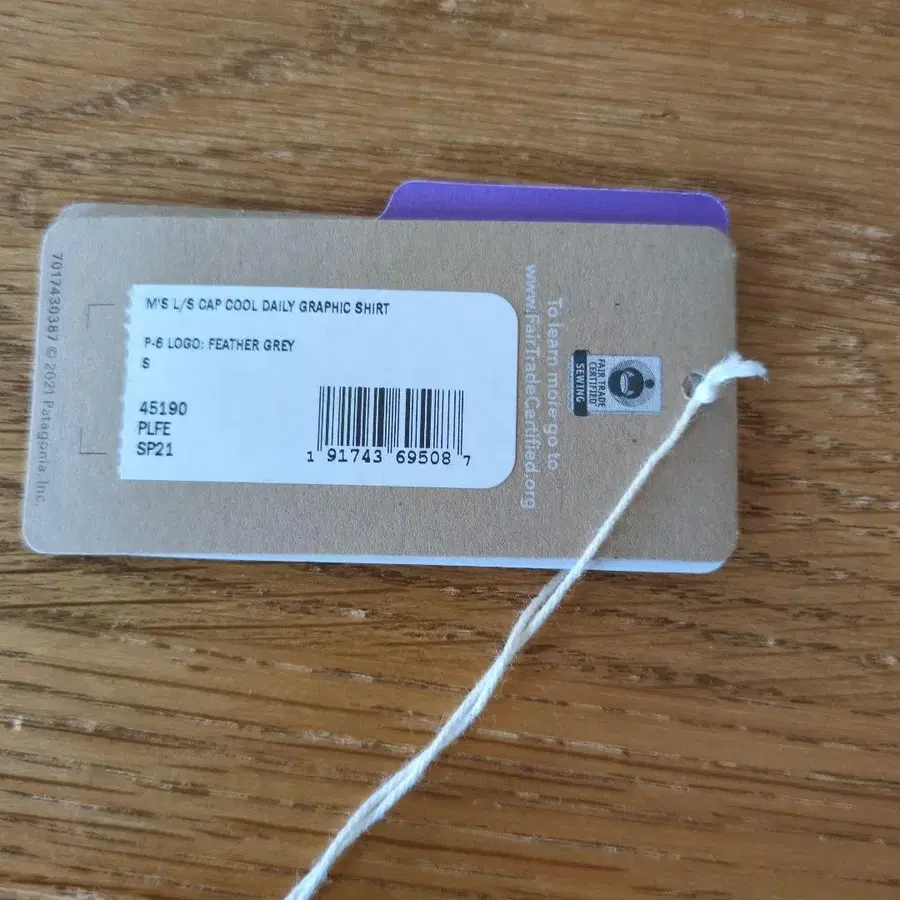 M'S L/S CAP COOL DAILY GRAPHIC SHIRT
P-6 LOGO: FEATHER GREY
S
45190
PLFE
SP21
1 91743 69508 7
To learn more go to
www.FairTradeCertified.org
FAIR TRADE
CERTIFIED
SEWING
7017430387 © 2021 Patagonia, Inc.